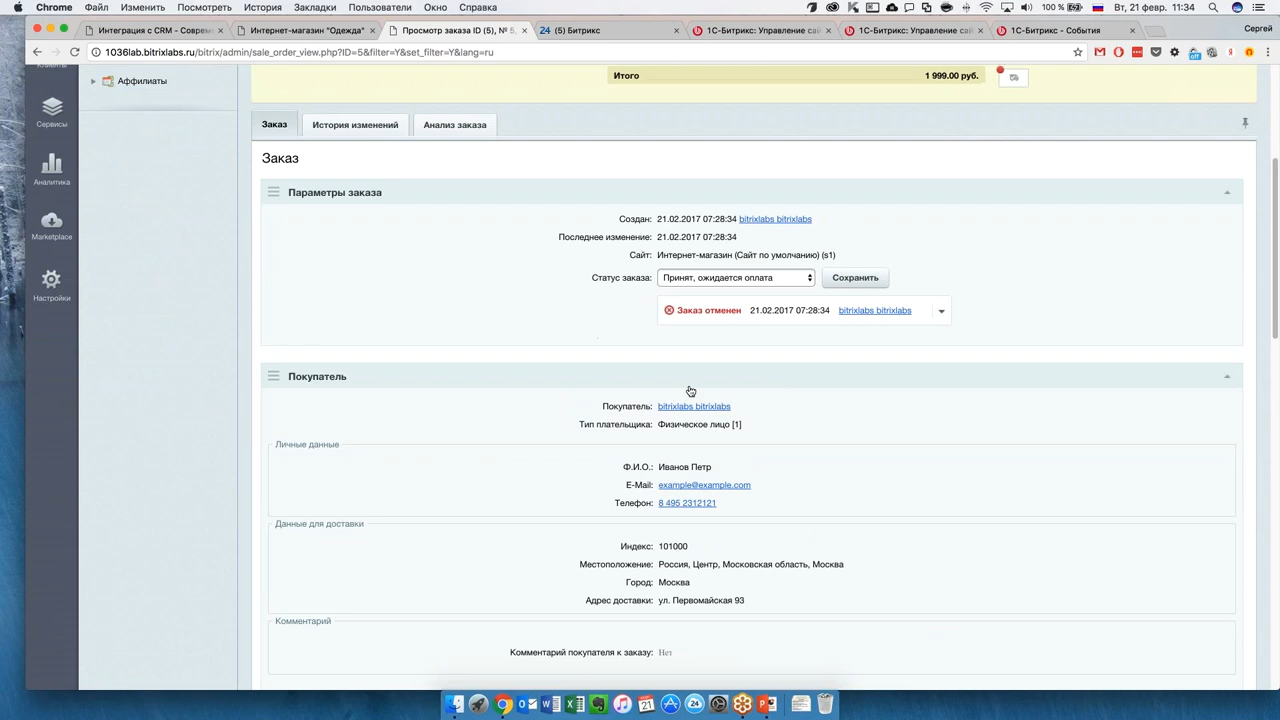 Chrome Файл Изменить Посмотреть История Закладки Пользователи Окно Справка 100 % Вт, 21 февр. 11:34
Интеграция с CRM - Соврем Интернет-магазин "Одежда" Просмотр заказа ID (5), № 5, 24 (5) Битрикс 1С-Битрикс: Управление сай 1С-Битрикс: Управление сай 1С-Битрикс - События Сергей
1036lab.bitrixlabs.ru/bitrix/admin/sale_order_view.php?ID=5&filter=Y&set_filter=Y&lang=ru
Клиенты
Сервисы
Аналитика
Marketplace
Настройки
Аффилиаты
Итого 1 999.00 руб.
Заказ История изменений Анализ заказа
Заказ
Параметры заказа
Создан: 21.02.2017 07:28:34 bitrixlabs bitrixlabs
Последнее изменение: 21.02.2017 07:28:34
Сайт: Интернет-магазин (Сайт по умолчанию) (s1)
Статус заказа: Принят, ожидается оплата Сохранить
Заказ отменен 21.02.2017 07:28:34 bitrixlabs bitrixlabs
Покупатель
Покупатель: bitrixlabs bitrixlabs
Тип плательщика: Физическое лицо [1]
Личные данные
Ф.И.О.: Иванов Петр
E-Mail: example@example.com
Телефон: 8 495 2312121
Данные для доставки
Индекс: 101000
Местоположение: Россия, Центр, Московская область, Москва
Город: Москва
Адрес доставки: ул. Первомайская 93
Комментарий
Комментарий покупателя к заказу: Нет